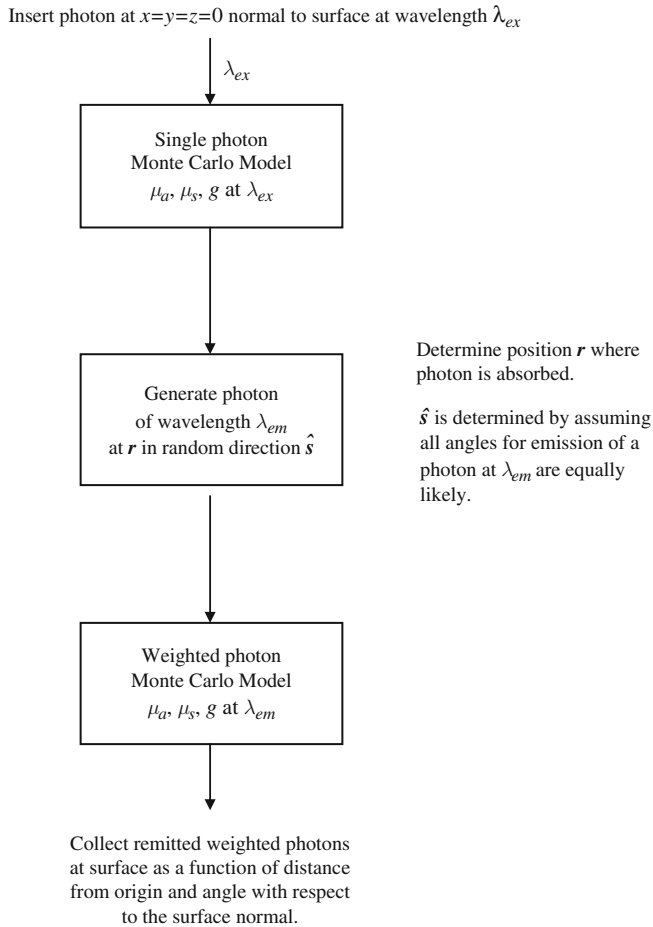 Insert photon at x=y=z=0 normal to surface at wavelength λex
λex
Single photon
Monte Carlo Model
μa, μs, g at λex
Generate photon
of wavelength λem
at r in random direction ŝ
Determine position r where
photon is absorbed.
ŝ is determined by assuming
all angles for emission of a
photon at λem are equally
likely.
Weighted photon
Monte Carlo Model
μa, μs, g at λem
Collect remitted weighted photons
at surface as a function of distance
from origin and angle with respect
to the surface normal.